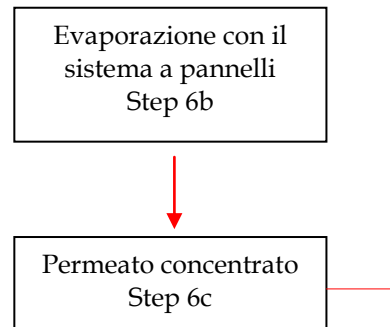 Evaporazione con il
sistema a pannelli
Step 6b
Permeato concentrato
Step 6c